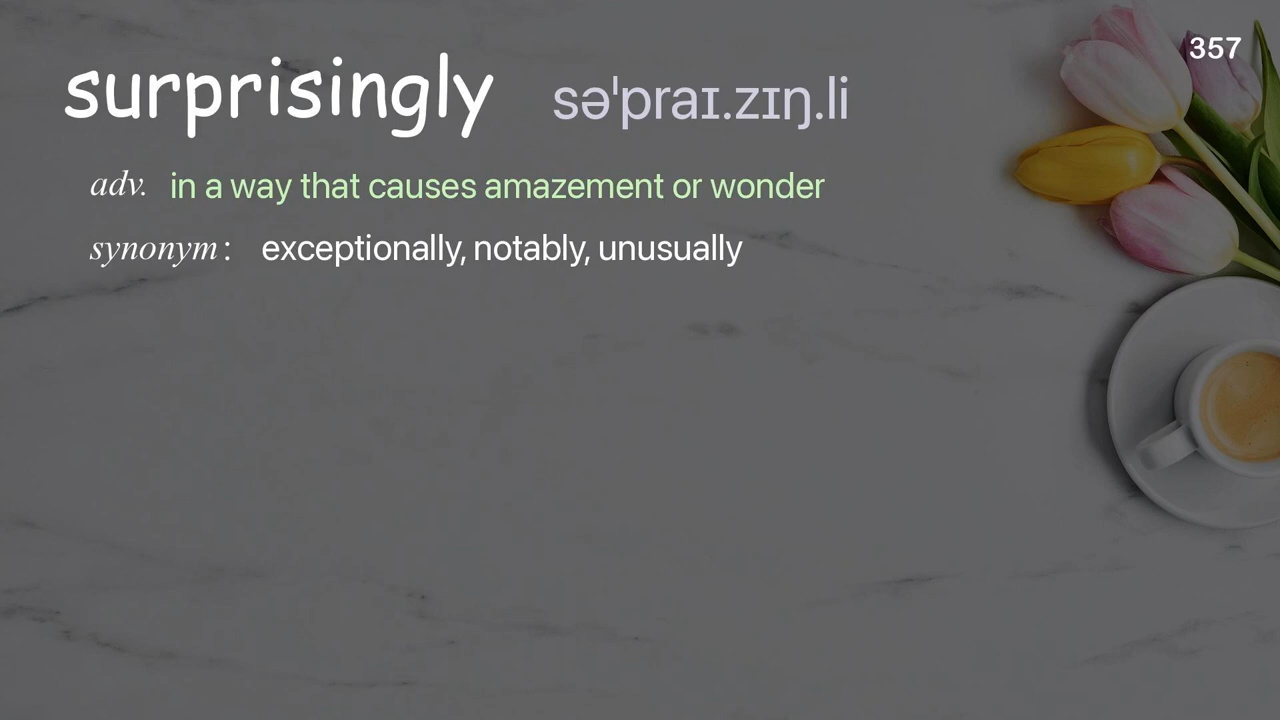 357
surprisingly səˈpraɪ.zɪŋ.li
adv. in a way that causes amazement or wonder
synonym : exceptionally, notably, unusually